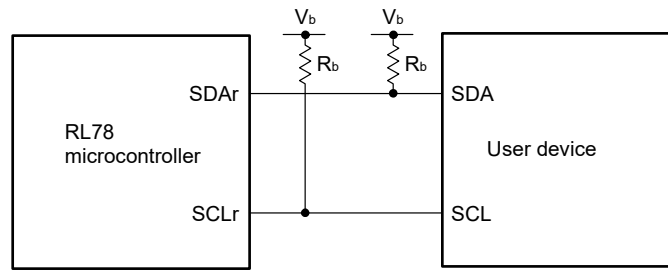 Vb Vb
Rb Rb
SDAr SDA
RL78
microcontroller
User device
SCLr SCL